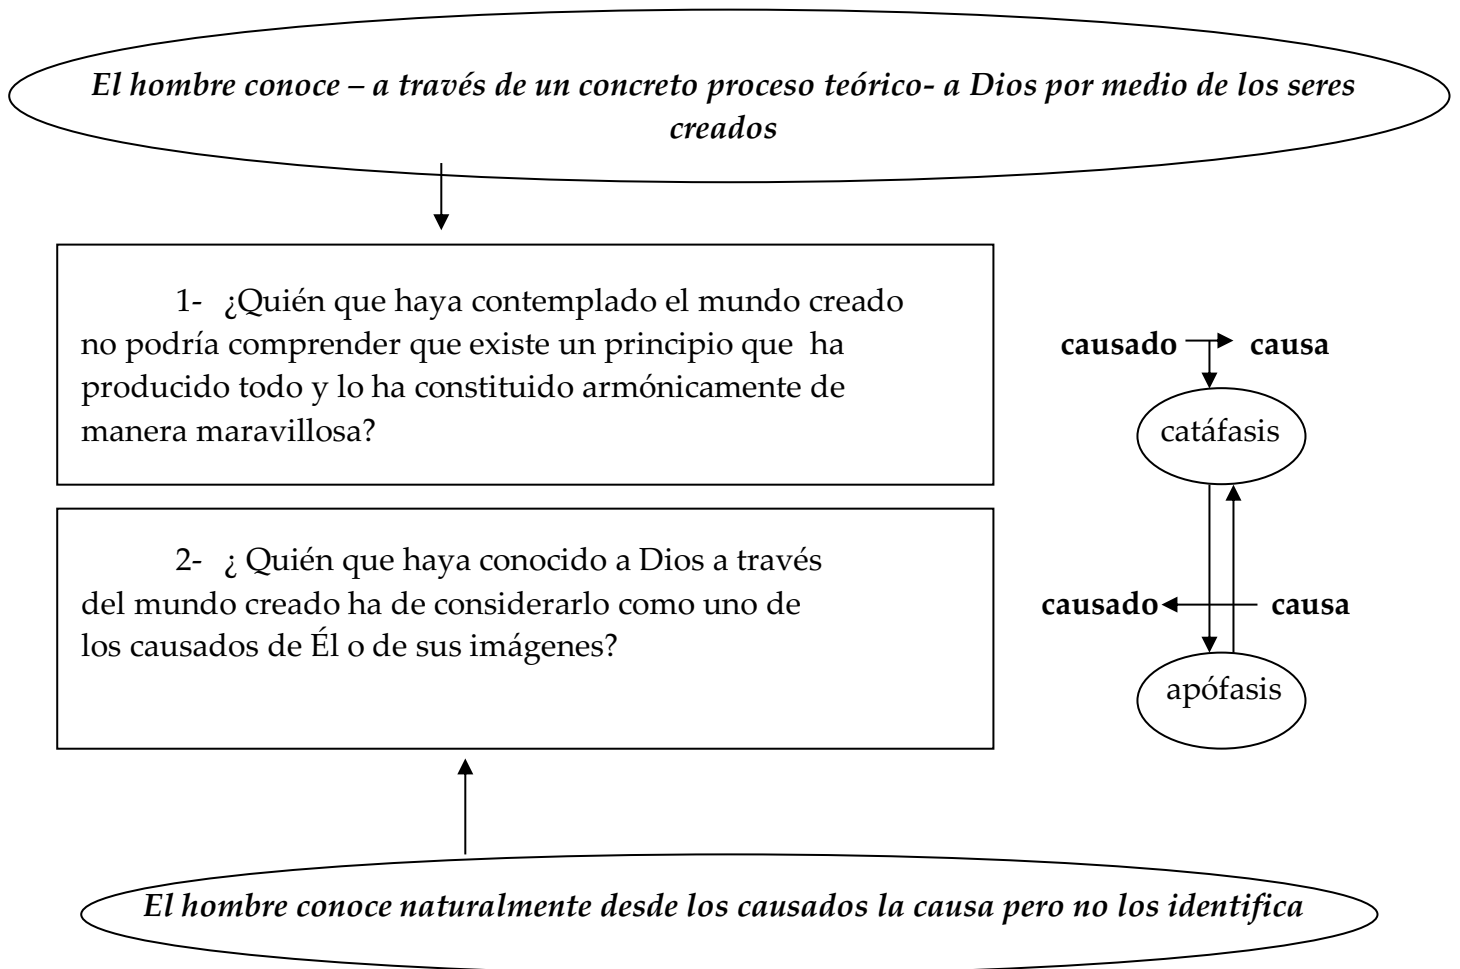 El hombre conoce – a través de un concreto proceso teórico- a Dios por medio de los seres
creados
1- ¿Quién que haya contemplado el mundo creado
no podría comprender que existe un principio que ha
producido todo y lo ha constituido armónicamente de
manera maravillosa?
causado causa
catáfasis
2- ¿ Quién que haya conocido a Dios a través
del mundo creado ha de considerarlo como uno de
los causados de Él o de sus imágenes?
causado causa
apófasis
El hombre conoce naturalmente desde los causados la causa pero no los identifica